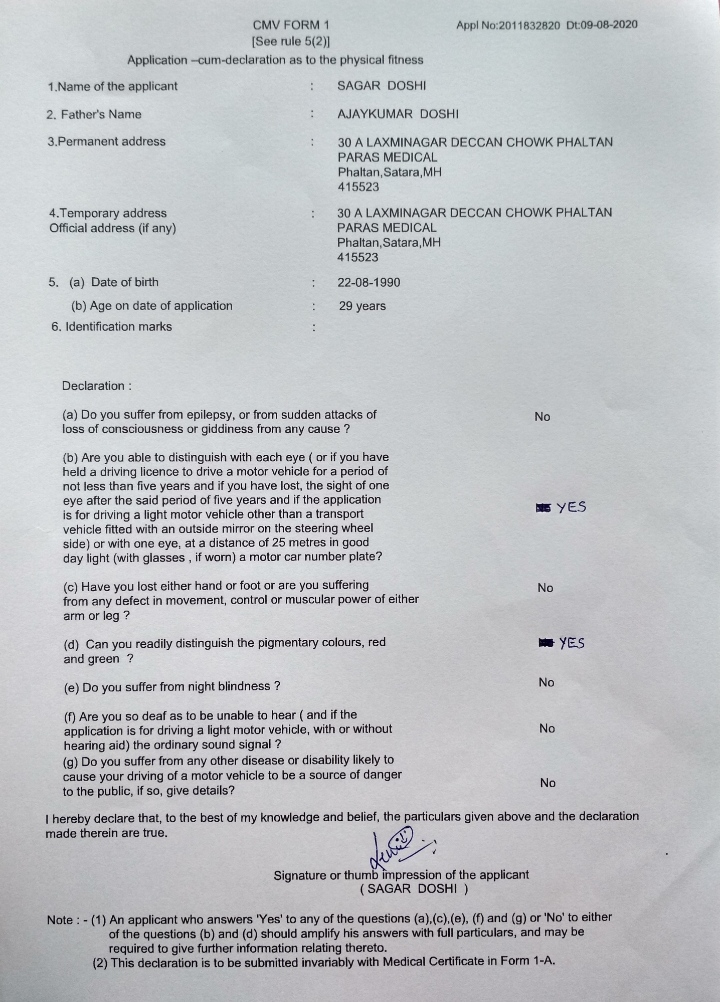 CMV FORM 1
Appl No:2011832820 Dt:09-08-2020
[See rule 5(2)]
Application –cum-declaration as to the physical fitness
1.Name of the applicant : SAGAR DOSHI
2. Father's Name : AJAYKUMAR DOSHI
3.Permanent address : 30 A LAXMINAGAR DECCAN CHOWK PHALTAN
PARAS MEDICAL
Phaltan,Satara,MH
415523
4.Temporary address : 30 A LAXMINAGAR DECCAN CHOWK PHALTAN
Official address (if any) PARAS MEDICAL
Phaltan,Satara,MH
415523
5. (a) Date of birth : 22-08-1990
(b) Age on date of application : 29 years
6. Identification marks :
Declaration :
(a) Do you suffer from epilepsy, or from sudden attacks of No
loss of consciousness or giddiness from any cause ?
(b) Are you able to distinguish with each eye ( or if you have
held a driving licence to drive a motor vehicle for a period of
not less than five years and if you have lost, the sight of one
eye after the said period of five years and if the application
is for driving a light motor vehicle other than a transport YES
vehicle fitted with an outside mirror on the steering wheel
side) or with one eye, at a distance of 25 metres in good
day light (with glasses , if worn) a motor car number plate?
(c) Have you lost either hand or foot or are you suffering No
from any defect in movement, control or muscular power of either
arm or leg ?
(d) Can you readily distinguish the pigmentary colours, red YES
and green ?
(e) Do you suffer from night blindness ? No
(f) Are you so deaf as to be unable to hear ( and if the
application is for driving a light motor vehicle, with or without No
hearing aid) the ordinary sound signal ?
(g) Do you suffer from any other disease or disability likely to
cause your driving of a motor vehicle to be a source of danger
to the public, if so, give details? No
I hereby declare that, to the best of my knowledge and belief, the particulars given above and the declaration
made therein are true.
Signature or thumb impression of the applicant
( SAGAR DOSHI )
Note : - (1) An applicant who answers 'Yes' to any of the questions (a),(c),(e), (f) and (g) or 'No' to either
of the questions (b) and (d) should amplify his answers with full particulars, and may be
required to give further information relating thereto.
(2) This declaration is to be submitted invariably with Medical Certificate in Form 1-A.